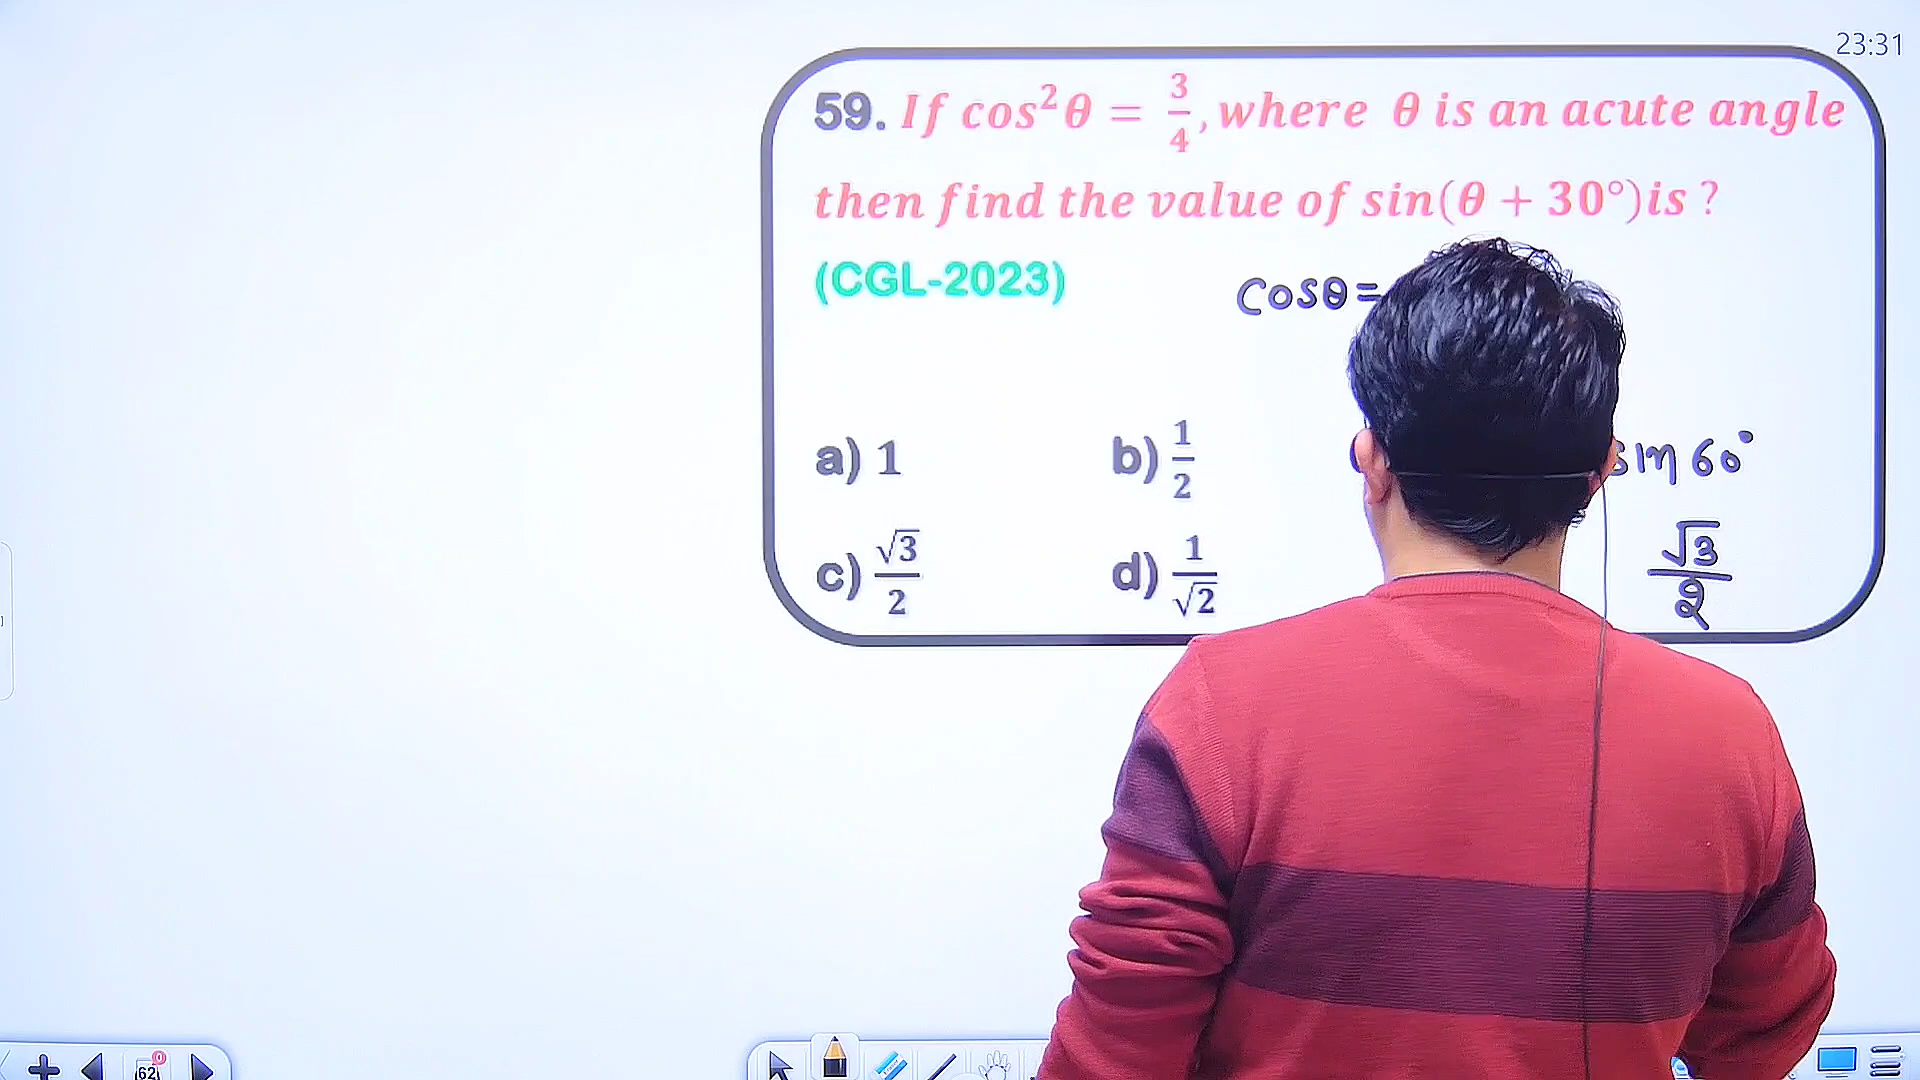 23:31
59. If cos²θ = 3/4, where θ is an acute angle
then find the value of sin(θ + 30°)is ?
(CGL-2023)
cosθ=
a) 1 b) 1/2
sin 60°
c) √3/2 d) 1/√2
√3/2
62